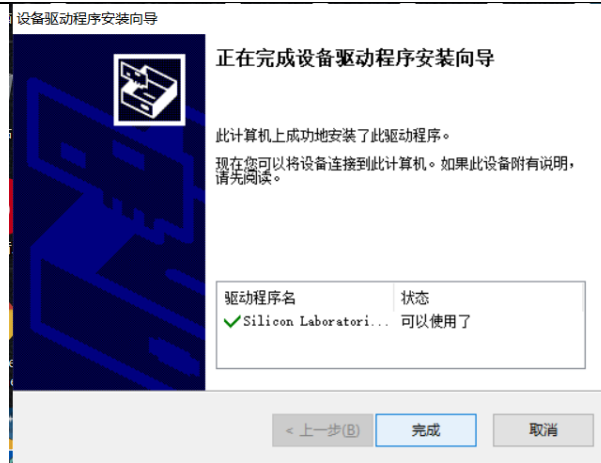 设备驱动程序安装向导
正在完成设备驱动程序安装向导
此计算机上成功地安装了此驱动程序。
现在您可以将设备连接到此计算机。如果此设备附有说明，
请先阅读。
驱动程序名 状态
Silicon Laboratori... 可以使用了
< 上一步(B) 完成 取消